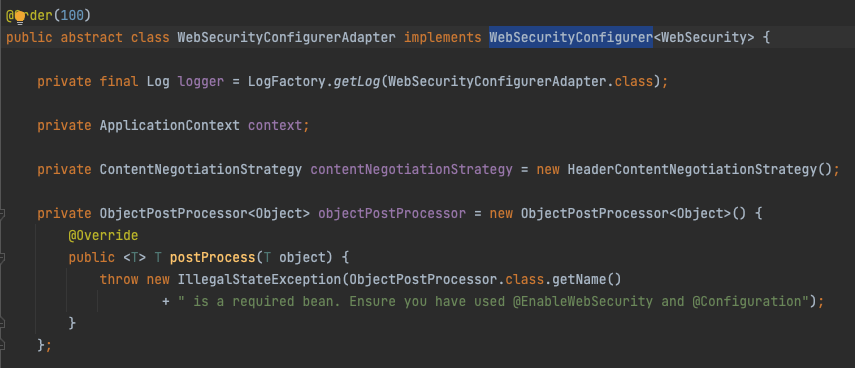 @Order(100)
public abstract class WebSecurityConfigurerAdapter implements WebSecurityConfigurer<WebSecurity> {
private final Log logger = LogFactory.getLog(WebSecurityConfigurerAdapter.class);
private ApplicationContext context;
private ContentNegotiationStrategy contentNegotiationStrategy = new HeaderContentNegotiationStrategy();
private ObjectPostProcessor<Object> objectPostProcessor = new ObjectPostProcessor<Object>() {
@Override
public <T> T postProcess(T object) {
throw new IllegalStateException(ObjectPostProcessor.class.getName()
+ " is a required bean. Ensure you have used @EnableWebSecurity and @Configuration");
}
};